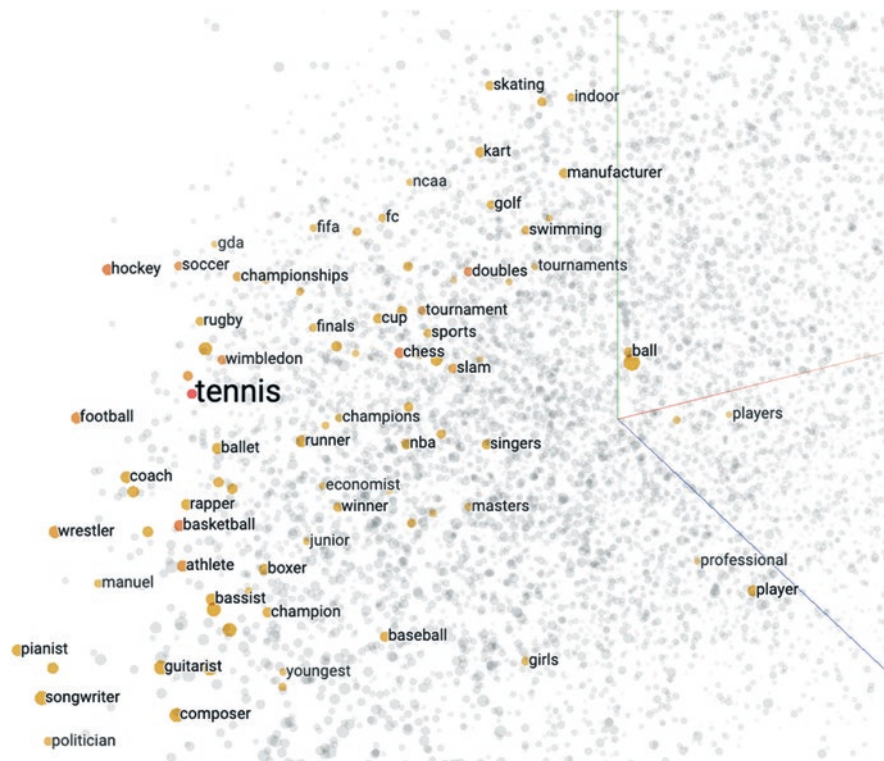 skating
indoor
kart
manufacturer
ncaa
golf
fc
fifa
swimming
gda
hockey
soccer
championships
doubles
tournaments
rugby
finals
cup
tournament
sports
wimbledon
chess
slam
ball
tennis
football
champions
players
ballet
runner
nba
singers
coach
economist
rapper
winner
masters
wrestler
basketball
junior
professional
athlete
boxer
manuel
player
bassist
champion
baseball
pianist
guitarist
youngest
girls
songwriter
composer
politician